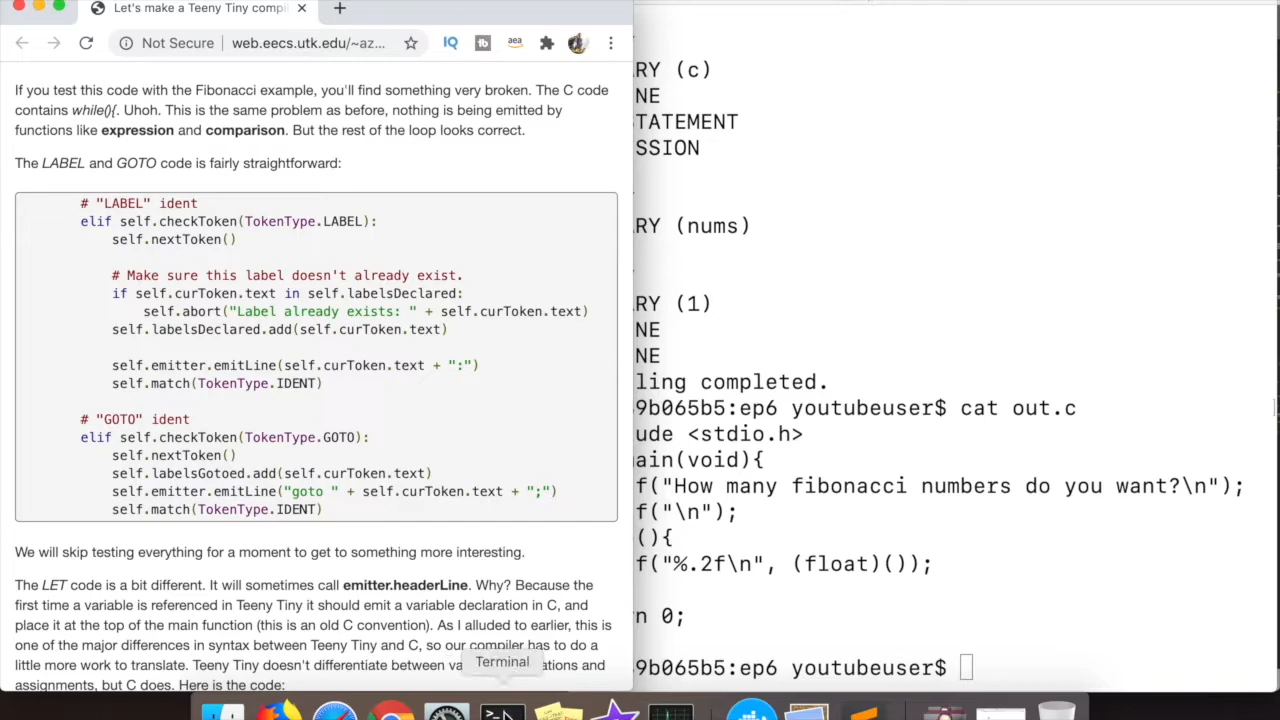 Let's make a Teeny Tiny compi
Not Secure
web.eecs.utk.edu/~az...
IQ
tb
aea
If you test this code with the Fibonacci example, you'll find something very broken. The C code
contains while(){. Uhoh. This is the same problem as before, nothing is being emitted by
functions like expression and comparison. But the rest of the loop looks correct.
The LABEL and GOTO code is fairly straightforward:
# "LABEL" ident
elif self.checkToken(TokenType.LABEL):
self.nextToken()
# Make sure this label doesn't already exist.
if self.curToken.text in self.labelsDeclared:
self.abort("Label already exists: " + self.curToken.text)
self.labelsDeclared.add(self.curToken.text)
self.emitter.emitLine(self.curToken.text + ":")
self.match(TokenType.IDENT)
# "GOTO" ident
elif self.checkToken(TokenType.GOTO):
self.nextToken()
self.labelsGotoed.add(self.curToken.text)
self.emitter.emitLine("goto " + self.curToken.text + ";")
self.match(TokenType.IDENT)
We will skip testing everything for a moment to get to something more interesting.
The LET code is a bit different. It will sometimes call emitter.headerLine. Why? Because the
first time a variable is referenced in Teeny Tiny it should emit a variable declaration in C, and
place it at the top of the main function (this is an old C convention). As I alluded to earlier, this is
one of the major differences in syntax between Teeny Tiny and C, so our compiler has to do a
little more work to translate. Teeny Tiny doesn't differentiate between va ations and
assignments, but C does. Here is the code:
Terminal
RY (c)
NE
TATEMENT
SSION
RY (nums)
RY (1)
NE
NE
ling completed.
9b065b5:ep6 youtubeuser$ cat out.c
ude <stdio.h>
main(void){
f("How many fibonacci numbers do you want?\n");
f("\n");
(){
f("%.2f\n", (float)());
n 0;
9b065b5:ep6 youtubeuser$